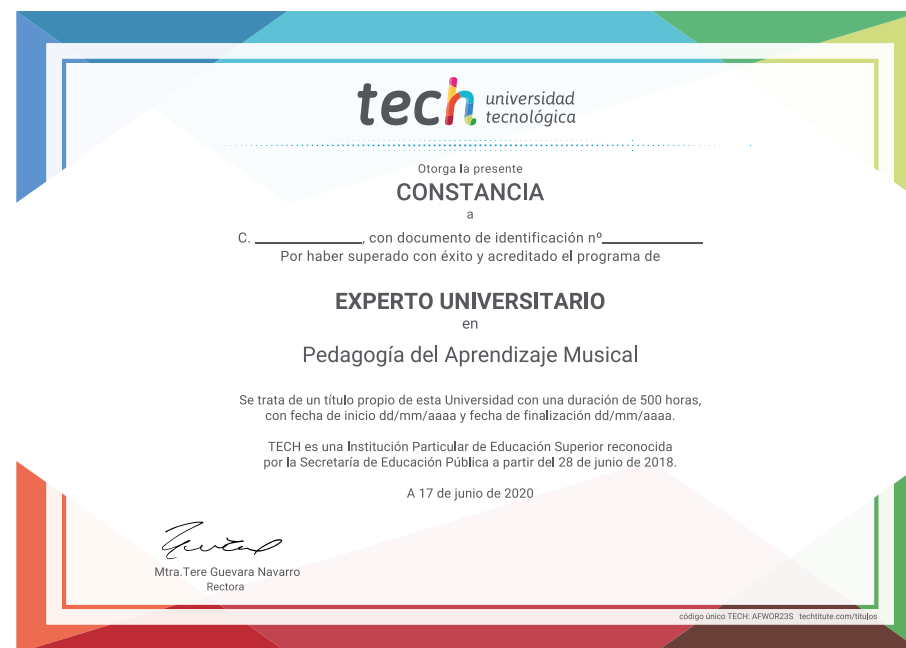 tech universidad
tecnológica
Otorga la presente
CONSTANCIA
a
C. ____________, con documento de identificación nº____________
Por haber superado con éxito y acreditado el programa de
EXPERTO UNIVERSITARIO
en
Pedagogía del Aprendizaje Musical
Se trata de un título propio de esta Universidad con una duración de 500 horas,
con fecha de inicio dd/mm/aaaa y fecha de finalización dd/mm/aaaa.
TECH es una Institución Particular de Educación Superior reconocida
por la Secretaría de Educación Pública a partir del 28 de junio de 2018.
A 17 de junio de 2020
Mtra.Tere Guevara Navarro
Rectora
código único TECH: AFWOR23S techtitute.com/titulos